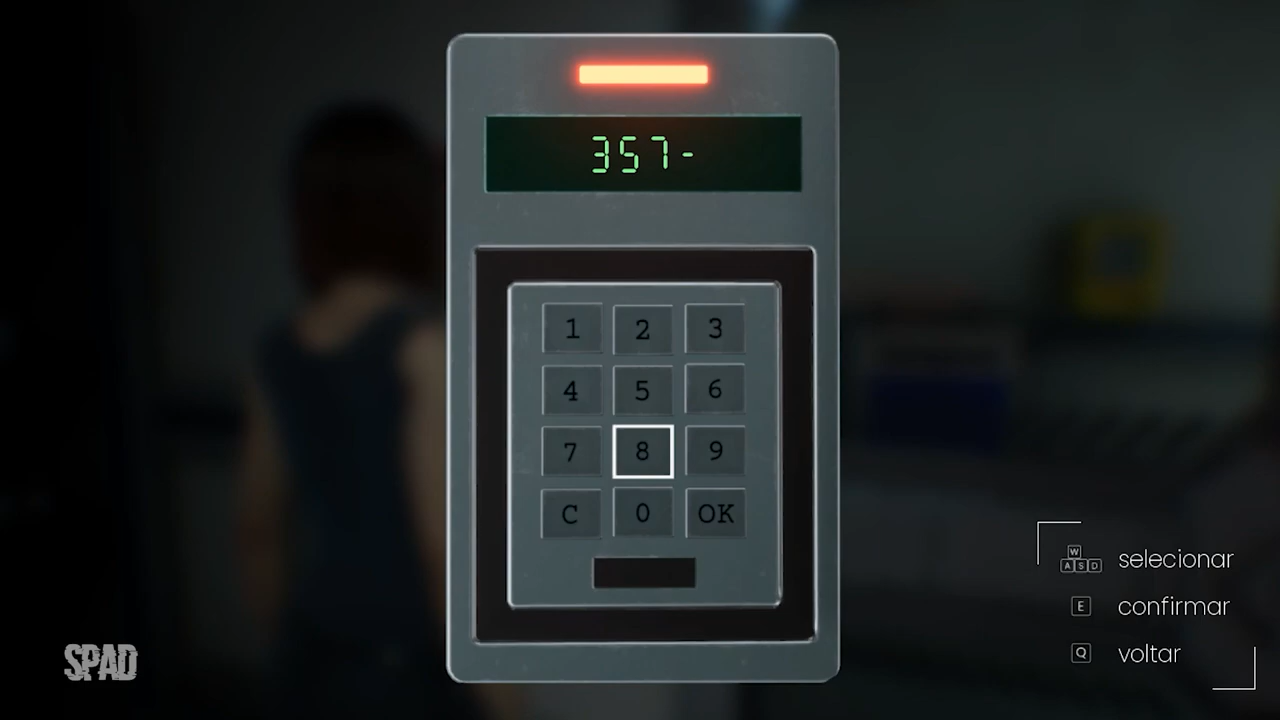 357-
1 2 3
4 5 6
7 8 9
C 0 OK
W
A S D selecionar
E confirmar
Q voltar
SPAD